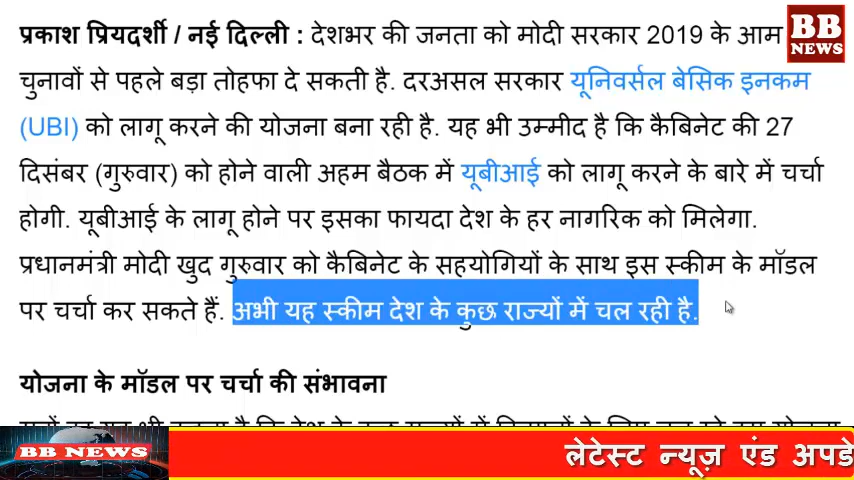 प्रकाश प्रियदर्शी / नई दिल्ली : देशभर की जनता को मोदी सरकार 2019 के आम
BB
NEWS
चुनावों से पहले बड़ा तोहफा दे सकती है. दरअसल सरकार यूनिवर्सल बेसिक इनकम
(UBI) को लागू करने की योजना बना रही है. यह भी उम्मीद है कि कैबिनेट की 27
दिसंबर (गुरुवार) को होने वाली अहम बैठक में यूबीआई को लागू करने के बारे में चर्चा
होगी. यूबीआई के लागू होने पर इसका फायदा देश के हर नागरिक को मिलेगा.
प्रधानमंत्री मोदी खुद गुरुवार को कैबिनेट के सहयोगियों के साथ इस स्कीम के मॉडल
पर चर्चा कर सकते हैं. अभी यह स्कीम देश के कुछ राज्यों में चल रही है.
योजना के मॉडल पर चर्चा की संभावना
BB NEWS
लेटेस्ट न्यूज़ एंड अपडे